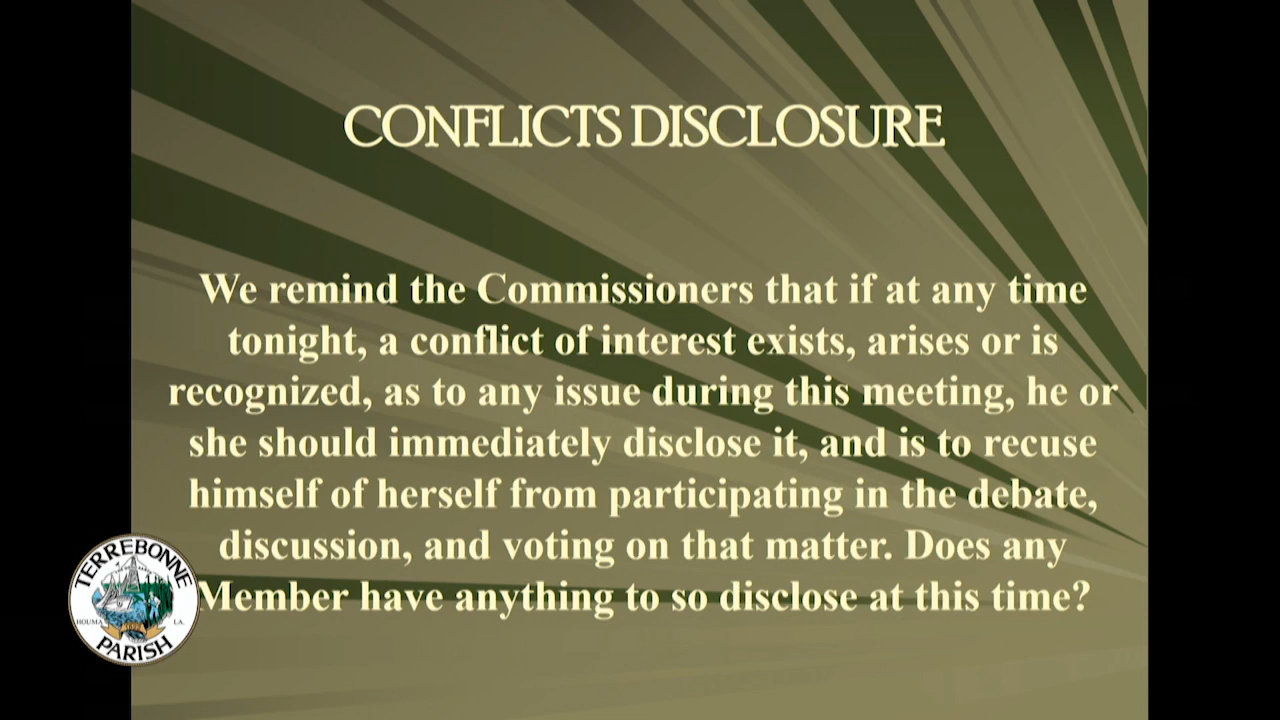 CONFLICTS DISCLOSURE
We remind the Commissioners that if at any time
tonight, a conflict of interest exists, arises or is
recognized, as to any issue during this meeting, he or
she should immediately disclose it, and is to recuse
himself of herself from participating in the debate,
discussion, and voting on that matter. Does any
Member have anything to so disclose at this time?
TERREBONNE
HOUMA LA.
PARISH